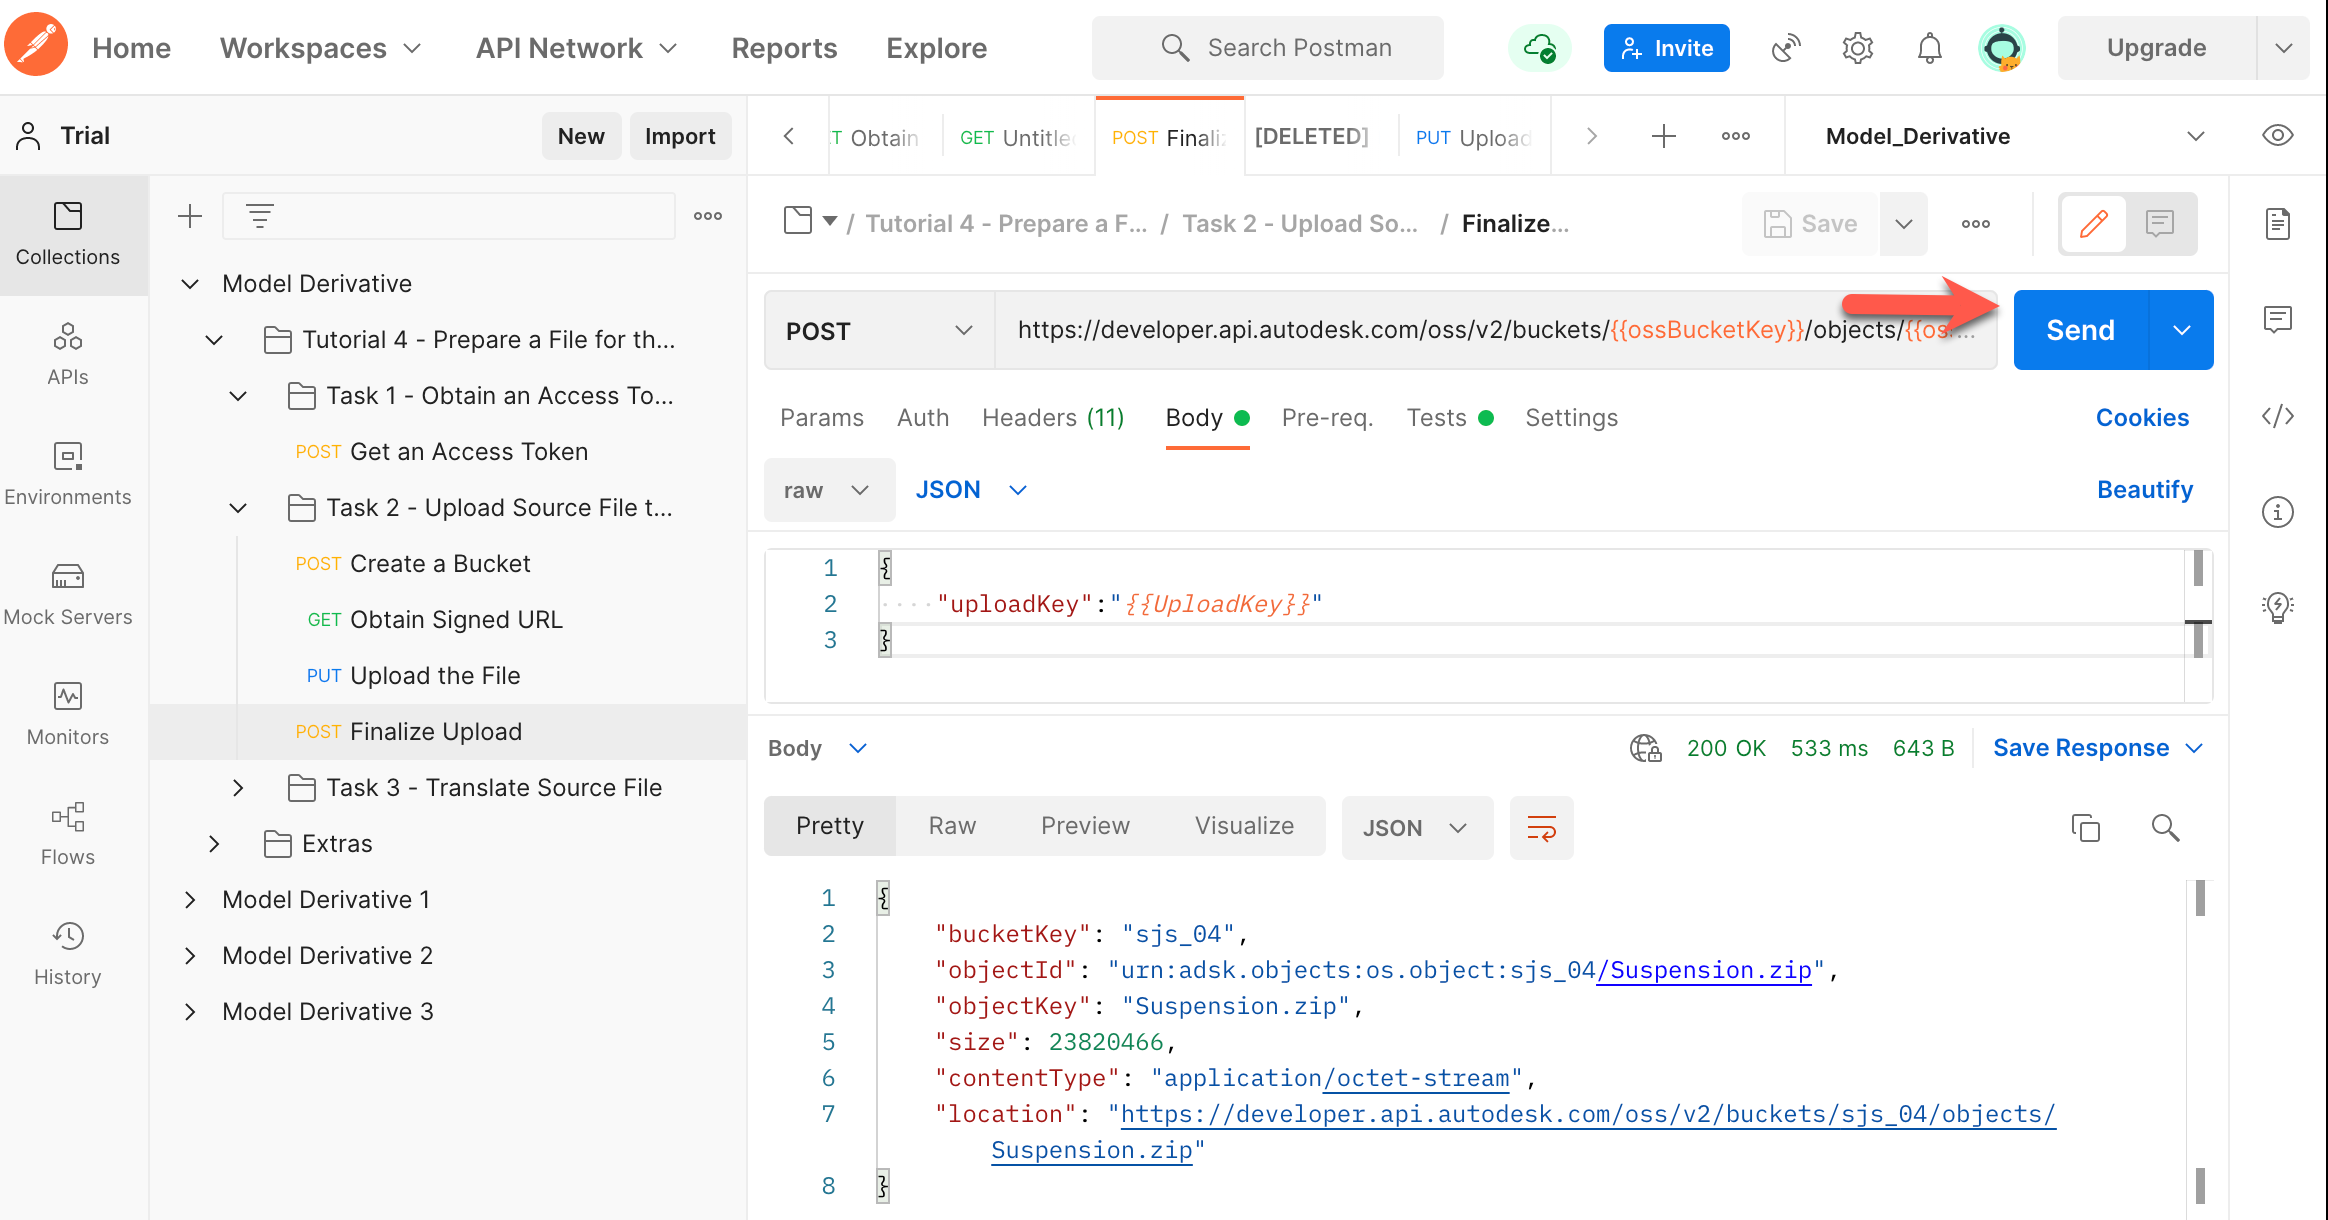 Home Workspaces API Network Reports Explore Search Postman Invite Upgrade
Trial New Import
T Obtain GET Untitle POST Finali [DELETED] PUT Upload Model_Derivative
Collections
APIs
Environments
Mock Servers
Monitors
Flows
History
Model Derivative
Tutorial 4 - Prepare a File for th...
Task 1 - Obtain an Access To...
POST Get an Access Token
Task 2 - Upload Source File t...
POST Create a Bucket
GET Obtain Signed URL
PUT Upload the File
POST Finalize Upload
Task 3 - Translate Source File
Extras
Model Derivative 1
Model Derivative 2
Model Derivative 3
/ Tutorial 4 - Prepare a F... / Task 2 - Upload So... / Finalize... Save
POST https://developer.api.autodesk.com/oss/v2/buckets/{{ossBucketKey}}/objects/{{os... Send
Params Auth Headers (11) Body Pre-req. Tests Settings Cookies
raw JSON Beautify
1 {
2 ····"uploadKey":"{{UploadKey}}"
3 }
Body 200 OK 533 ms 643 B Save Response
Pretty Raw Preview Visualize JSON
1 {
2 "bucketKey": "sjs_04",
3 "objectId": "urn:adsk.objects:os.object:sjs_04/Suspension.zip",
4 "objectKey": "Suspension.zip",
5 "size": 23820466,
6 "contentType": "application/octet-stream",
7 "location": "https://developer.api.autodesk.com/oss/v2/buckets/sjs_04/objects/
Suspension.zip"
8 }